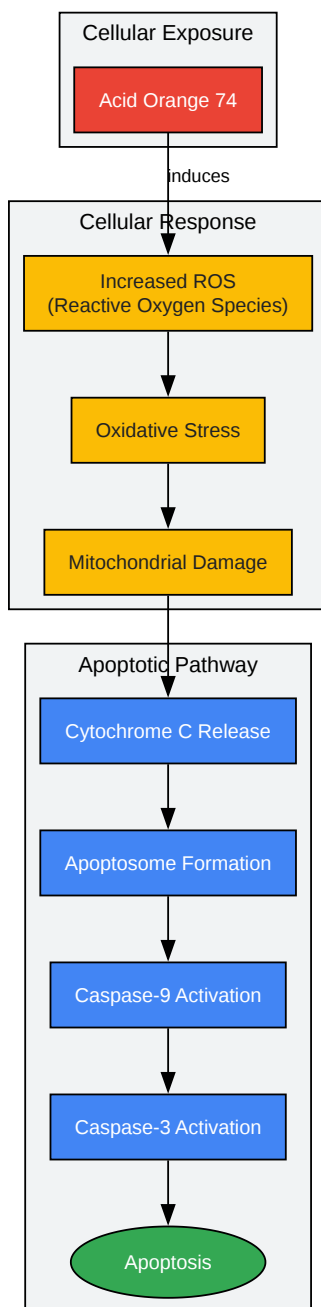 Cellular Exposure
Acid Orange 74
induces
Cellular Response
Increased ROS
(Reactive Oxygen Species)
Oxidative Stress
Mitochondrial Damage
Apoptotic Pathway
Cytochrome C Release
Apoptosome Formation
Caspase-9 Activation
Caspase-3 Activation
Apoptosis